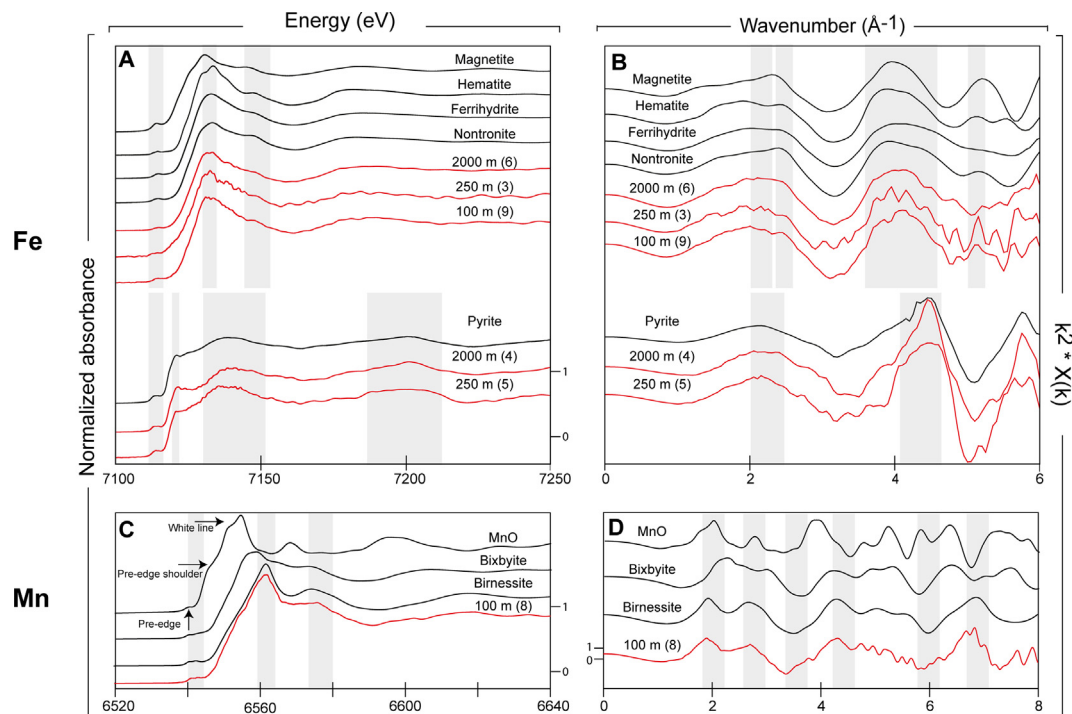 Energy (eV)
Wavenumber (Å-1)
A
Magnetite
Hematite
Ferrihydrite
Nontronite
2000 m (6)
250 m (3)
100 m (9)
Pyrite
2000 m (4)
250 m (5)
1
0
7100
7150
7200
7250
B
Magnetite
Hematite
Ferrihydrite
Nontronite
2000 m (6)
250 m (3)
100 m (9)
Pyrite
2000 m (4)
250 m (5)
0
2
4
6
Fe
Mn
Normalized absorbance
k^2 * X(k)
C
White line
Pre-edge shoulder
Pre-edge
MnO
Bixbyite
Birnessite
100 m (8)
1
0
6520
6560
6600
6640
D
MnO
Bixbyite
Birnessite
100 m (8)
1
0
0
2
4
6
8